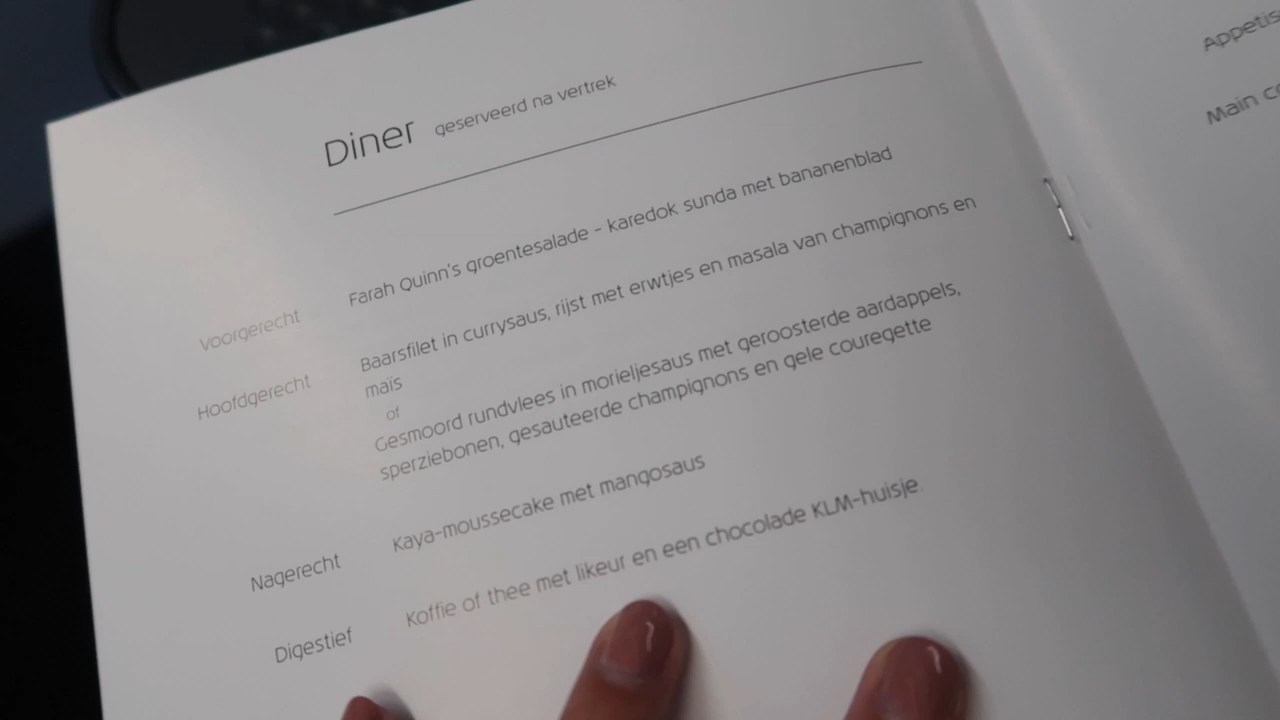 Diner geserveerd na vertrek
Voorgerecht Farah Quinn's groentesalade - karedok sunda met bananenblad
Hoofdgerecht Baarsfilet in currysaus, rijst met erwtjes en masala van champignons en
maïs
of
Gesmoord rundvlees in morieljesaus met geroosterde aardappels,
sperziebonen, gesauteerde champignons en gele couregette
Nagerecht Kaya-moussecake met mangosaus
Digestief Koffie of thee met likeur en een chocolade KLM-huisje
Main